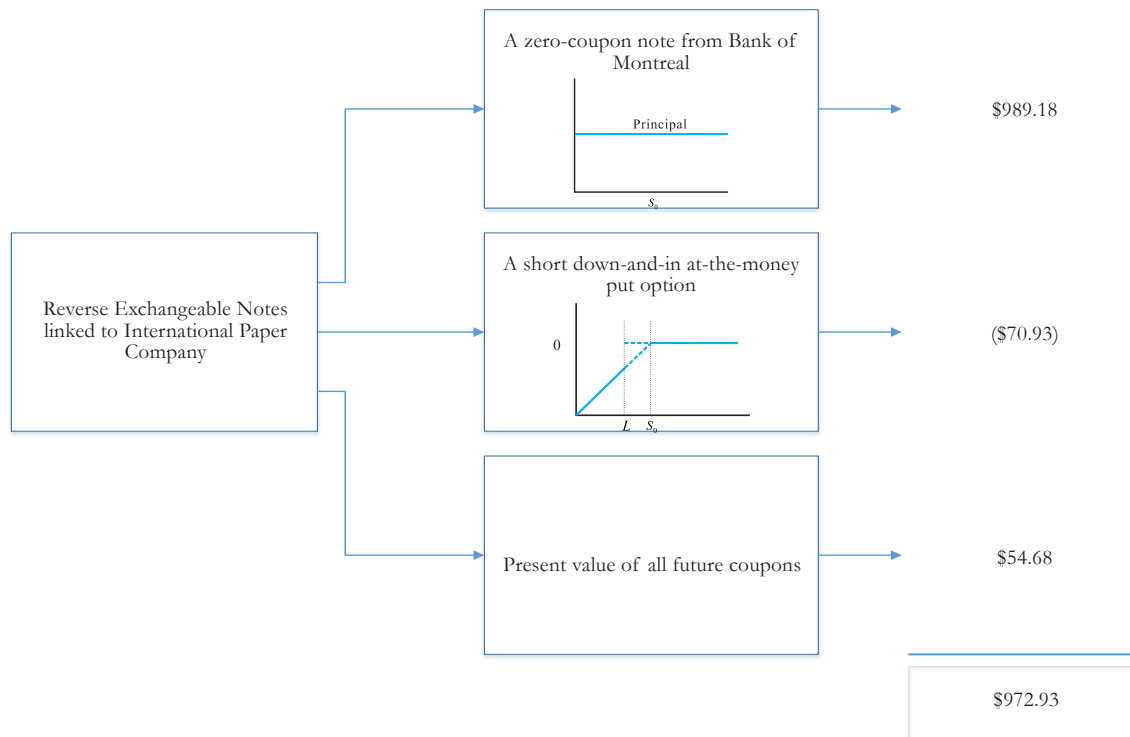 A zero-coupon note from Bank of
Montreal
Principal
S₀
$989.18
Reverse Exchangeable Notes
linked to International Paper
Company
A short down-and-in at-the-money
put option
0
L S₀
($70.93)
Present value of all future coupons
$54.68
$972.93